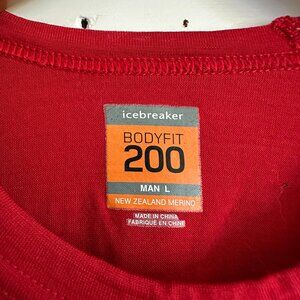 icebreaker
BODYFIT
200
MAN L
NEW ZEALAND MERINO
MADE IN CHINA
FABRIQUÉ EN CHINE